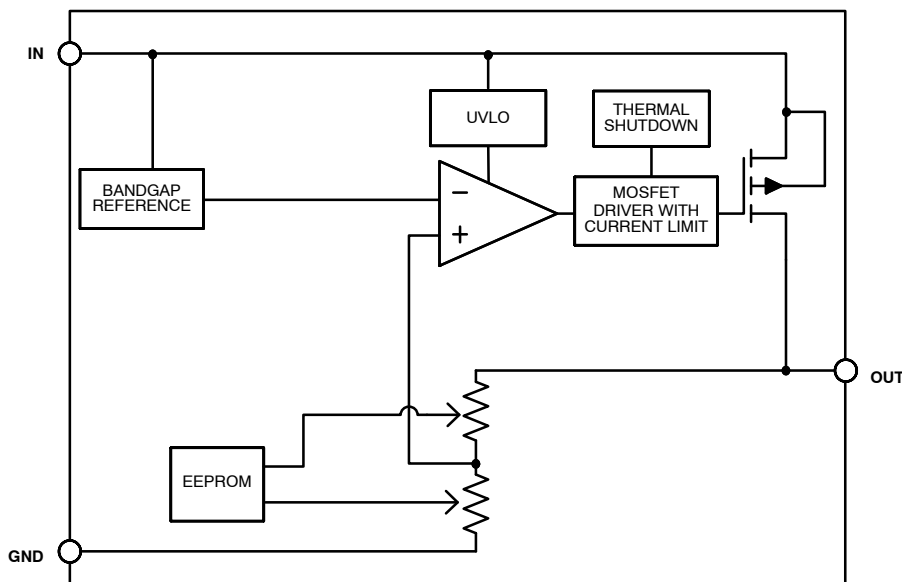 IN
UVLO
THERMAL
SHUTDOWN
BANDGAP
REFERENCE
−
+
MOSFET
DRIVER WITH
CURRENT LIMIT
OUT
EEPROM
GND